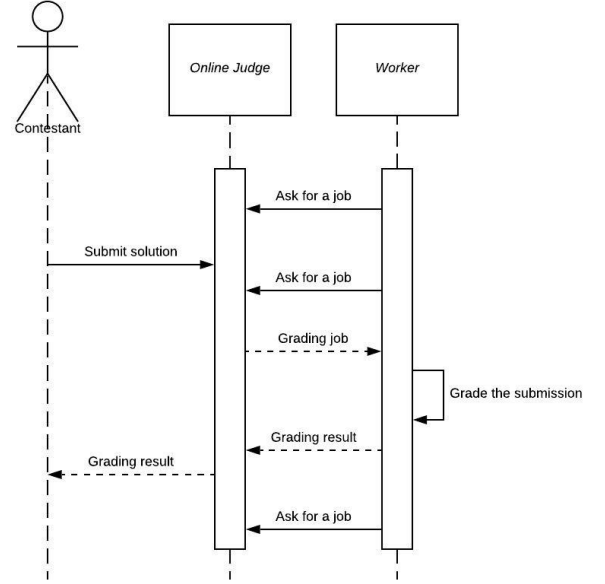 Online Judge
Worker
Contestant
Ask for a job
Submit solution
Ask for a job
Grading job
Grade the submission
Grading result
Grading result
Ask for a job